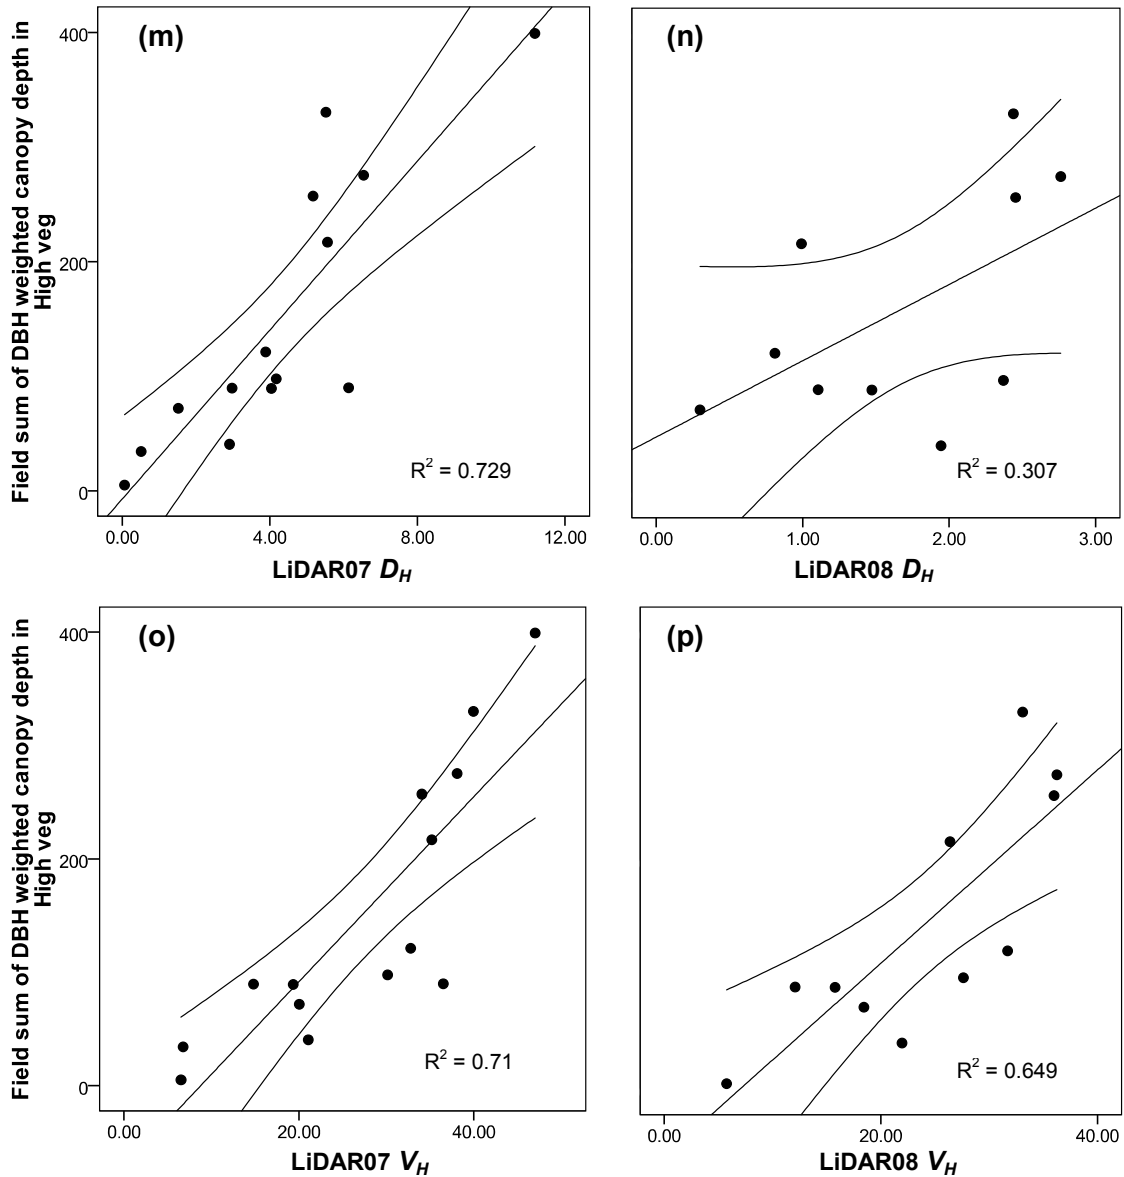 (m)
(n)
Field sum of DBH weighted canopy depth in
High veg
400
200
0
R² = 0.729
R² = 0.307
0.00 4.00 8.00 12.00
0.00 1.00 2.00 3.00
LiDAR07 D_H
LiDAR08 D_H
(o)
(p)
Field sum of DBH weighted canopy depth in
High veg
400
200
0
R² = 0.71
R² = 0.649
0.00 20.00 40.00
0.00 20.00 40.00
LiDAR07 V_H
LiDAR08 V_H